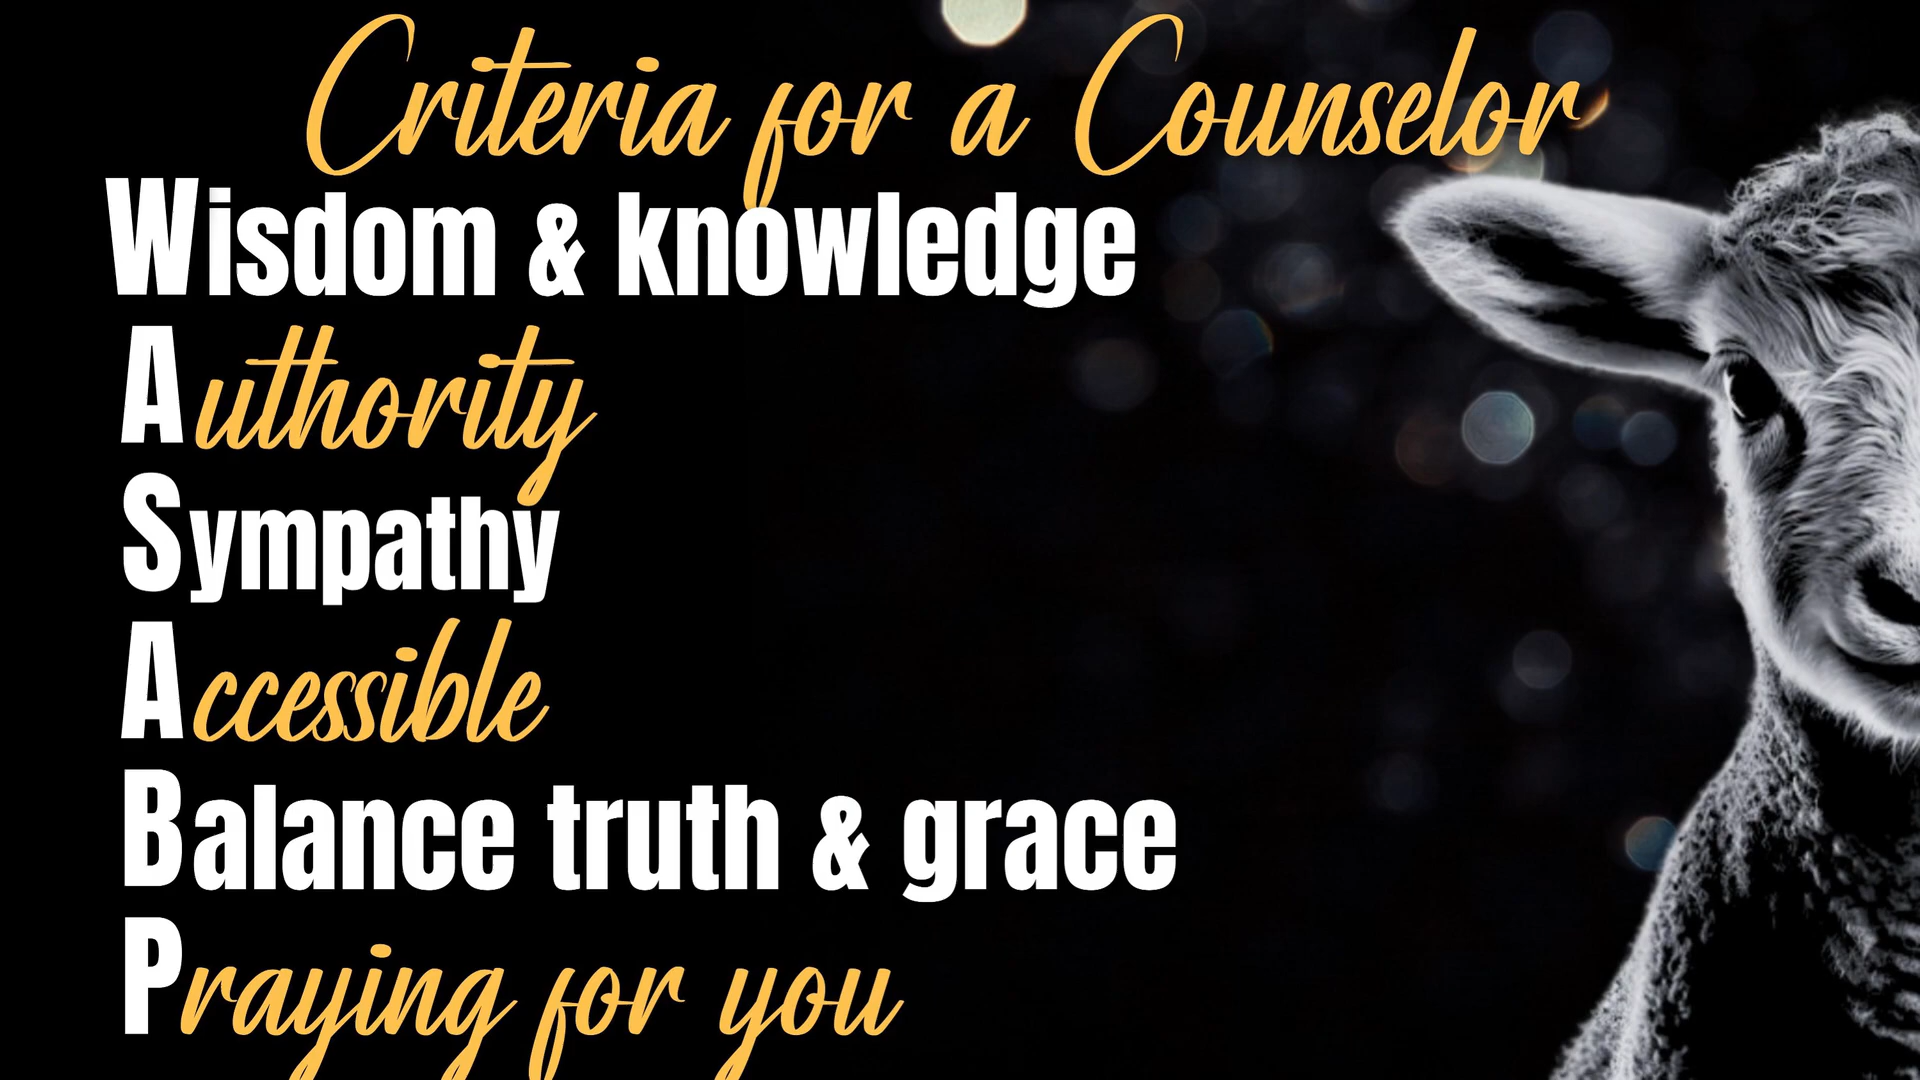 Criteria for a Counselor
Wisdom & knowledge
Authority
Sympathy
Accessible
Balance truth & grace
Praying for you